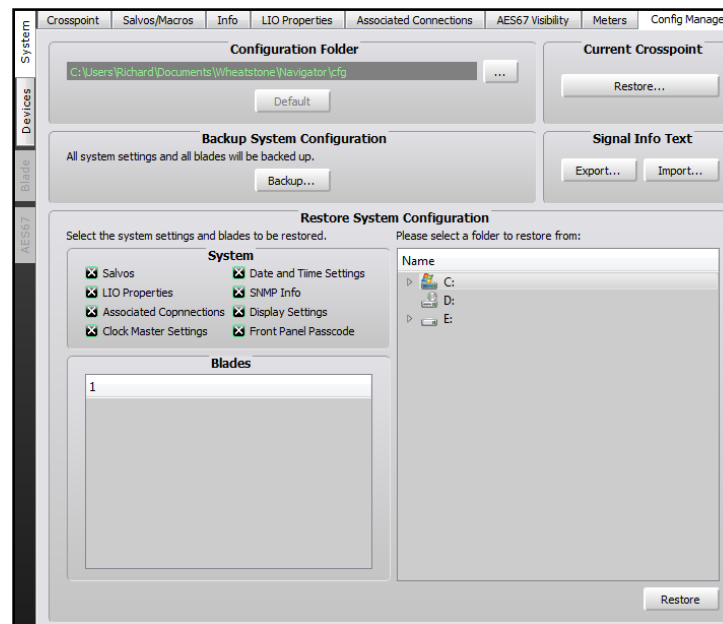 Crosspoint Salvos/Macros Info LIO Properties Associated Connections AES67 Visibility Meters Config Manage
System
Devices
Blade
AES67
Configuration Folder
C:\Users\Richard\Documents\Wheatstone\Navigator\cfg
...
Default
Current Crosspoint
Restore...
Backup System Configuration
All system settings and all blades will be backed up.
Backup...
Signal Info Text
Export... Import...
Restore System Configuration
Select the system settings and blades to be restored.
System
Salvos Date and Tiime Settings
LIO Properties SNMP Info
Associated Copnnections Display Settings
Clock Master Settings Front Panel Passcode
Blades
1
Please select a folder to restore from:
Name
C:
D:
E:
Restore